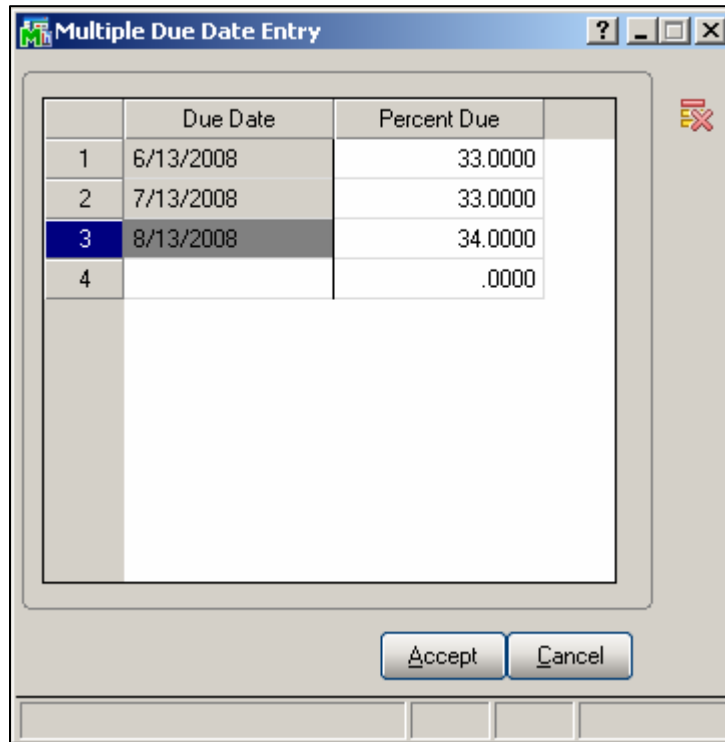 Multiple Due Date Entry
Due Date Percent Due
1 6/13/2008 33.0000
2 7/13/2008 33.0000
3 8/13/2008 34.0000
4 .0000
Accept Cancel